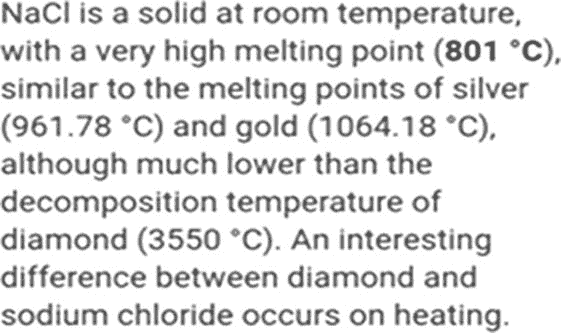 NaCl is a solid at room temperature,
with a very high melting point (801 °C),
similar to the melting points of silver
(961.78 °C) and gold (1064.18 °C),
although much lower than the
decomposition temperature of
diamond (3550 °C). An interesting
difference between diamond and
sodium chloride occurs on heating.